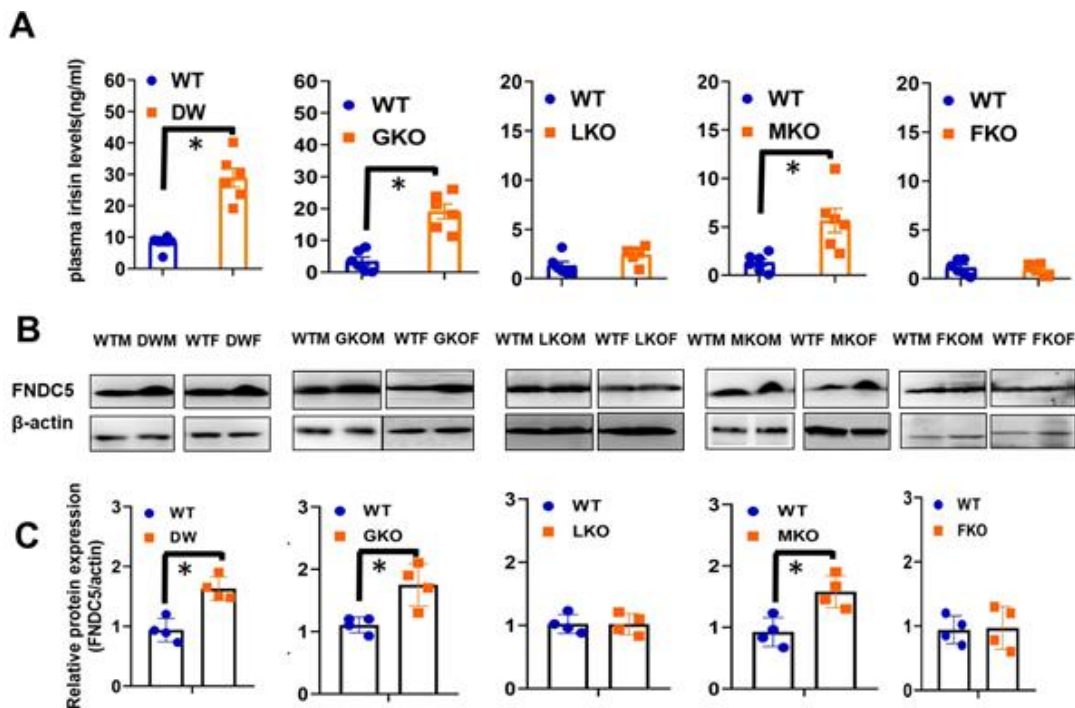 A
plasma irisin levels(ng/ml)
60
50
40
30
20
10
0
WT
DW
*
60
50
40
30
20
10
0
WT
GKO
*
20
15
10
5
0
WT
LKO
20
15
10
5
0
WT
MKO
*
20
15
10
5
0
WT
FKO
B
WTM DWM WTF DWF WTM GKOM WTF GKOF WTM LKOM WTF LKOF WTM MKOM WTF MKOF WTM FKOM WTF FKOF
FNDC5
β-actin
C
Relative protein expression
(FNDC5/actin)
3
2
1
0
WT
DW
*
3
2
1
0
WT
GKO
*
3
2
1
0
WT
LKO
3
2
1
0
WT
MKO
*
3
2
1
0
WT
FKO